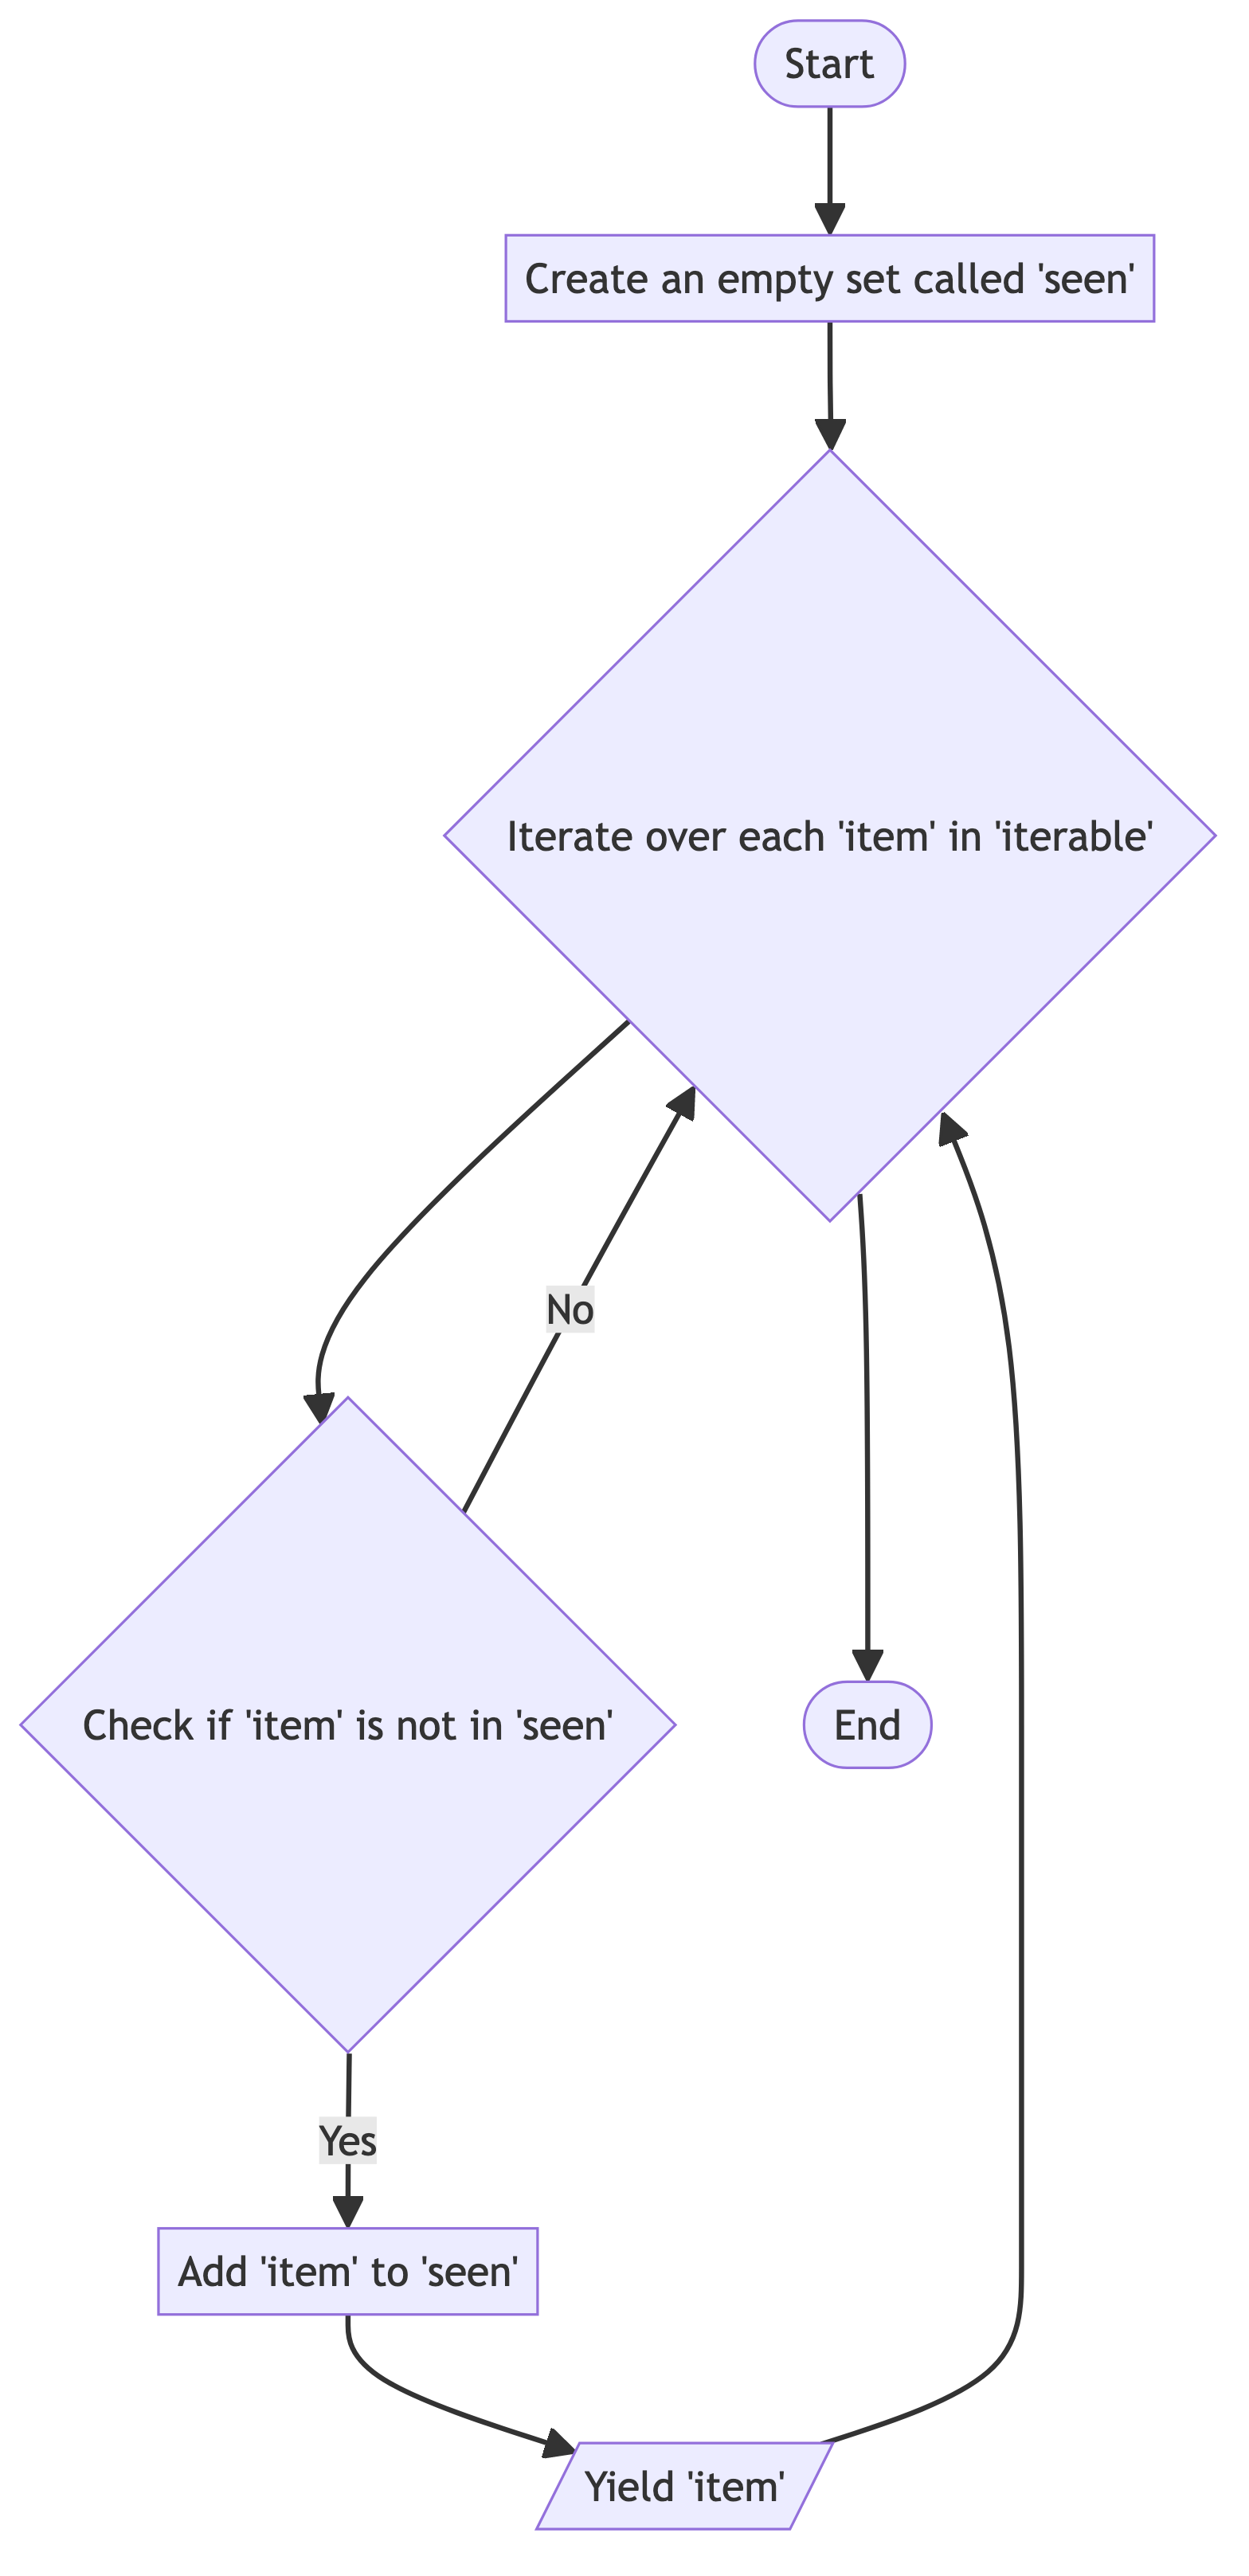 Start
Create an empty set called 'seen'
Iterate over each 'item' in 'iterable'
No
Check if 'item' is not in 'seen'
End
Yes
Add 'item' to 'seen'
Yield 'item'